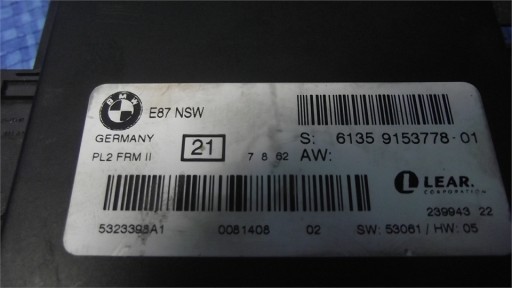 BMW
E87 NSW
GERMANY
PL2 FRM II
21
7 8 62
S: 6135 9153778-01
AW:
LEAR.
CORPORATION
239943 22
5323398A1 0081408 02 SW: 53061 / HW: 05